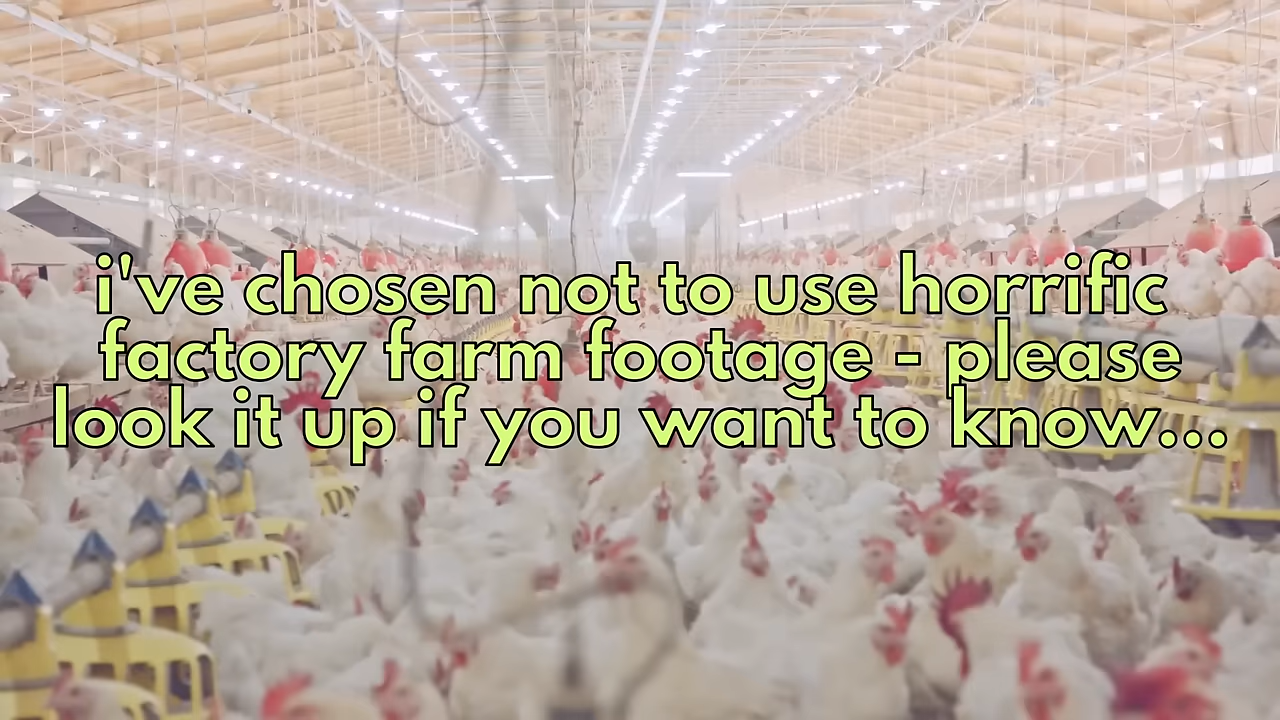 i've chosen not to use horrific
factory farm footage - please
look it up if you want to know...